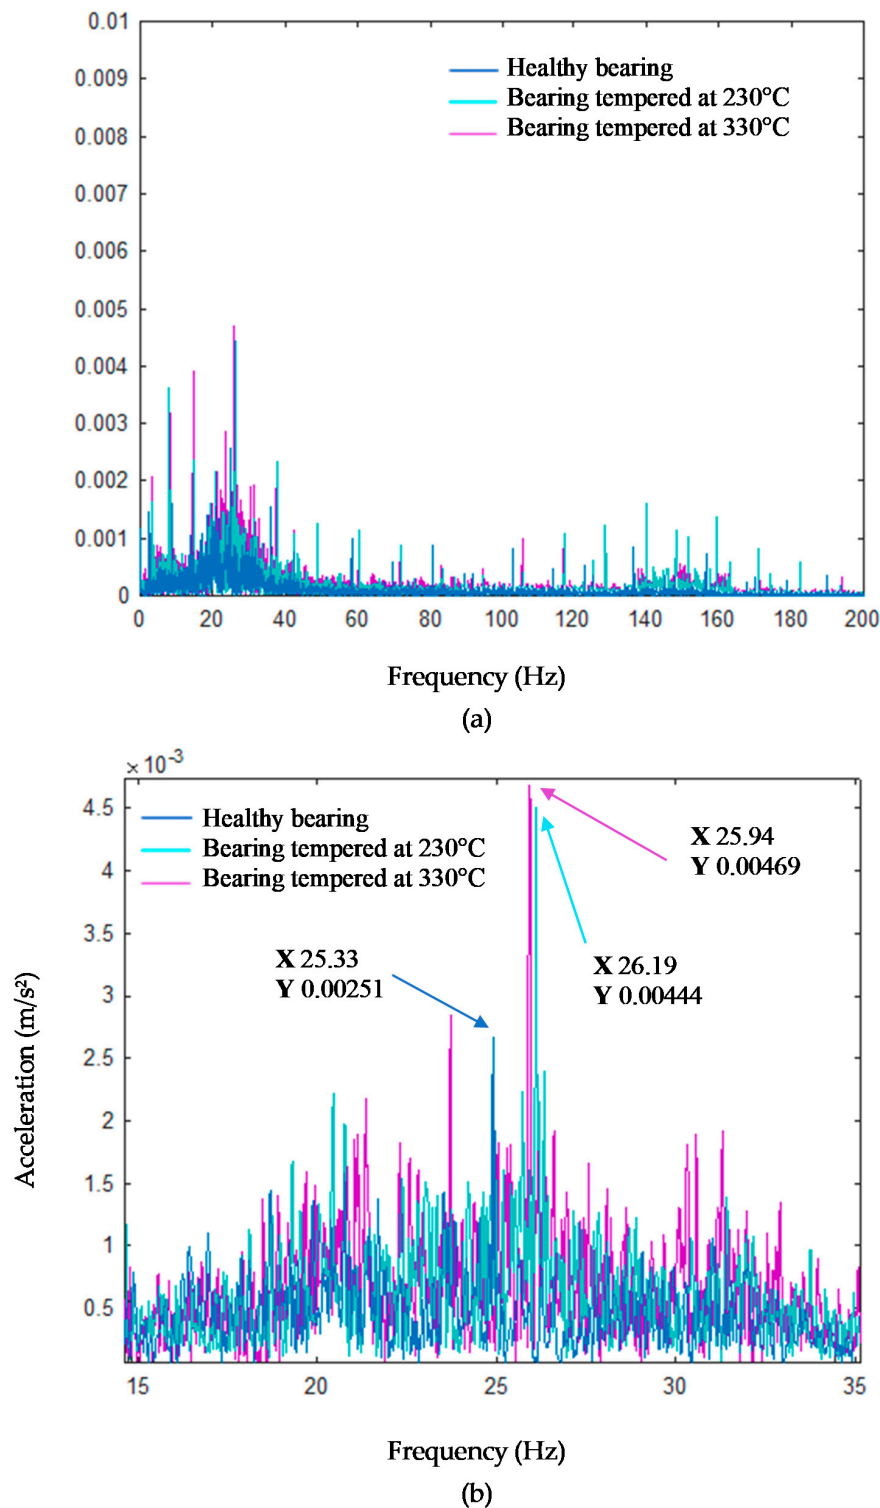 0.01
0.009
0.008
0.007
0.006
0.005
0.004
0.003
0.002
0.001
0
Healthy bearing
Bearing tempered at 230°C
Bearing tempered at 330°C
0 20 40 60 80 100 120 140 160 180 200
Frequency (Hz)
(a)
× 10⁻³
4.5
4
3.5
3
2.5
2
1.5
1
0.5
Acceleration (m/s²)
Healthy bearing
Bearing tempered at 230°C
Bearing tempered at 330°C
X 25.94
Y 0.00469
X 25.33
Y 0.00251
X 26.19
Y 0.00444
15 20 25 30 35
Frequency (Hz)
(b)